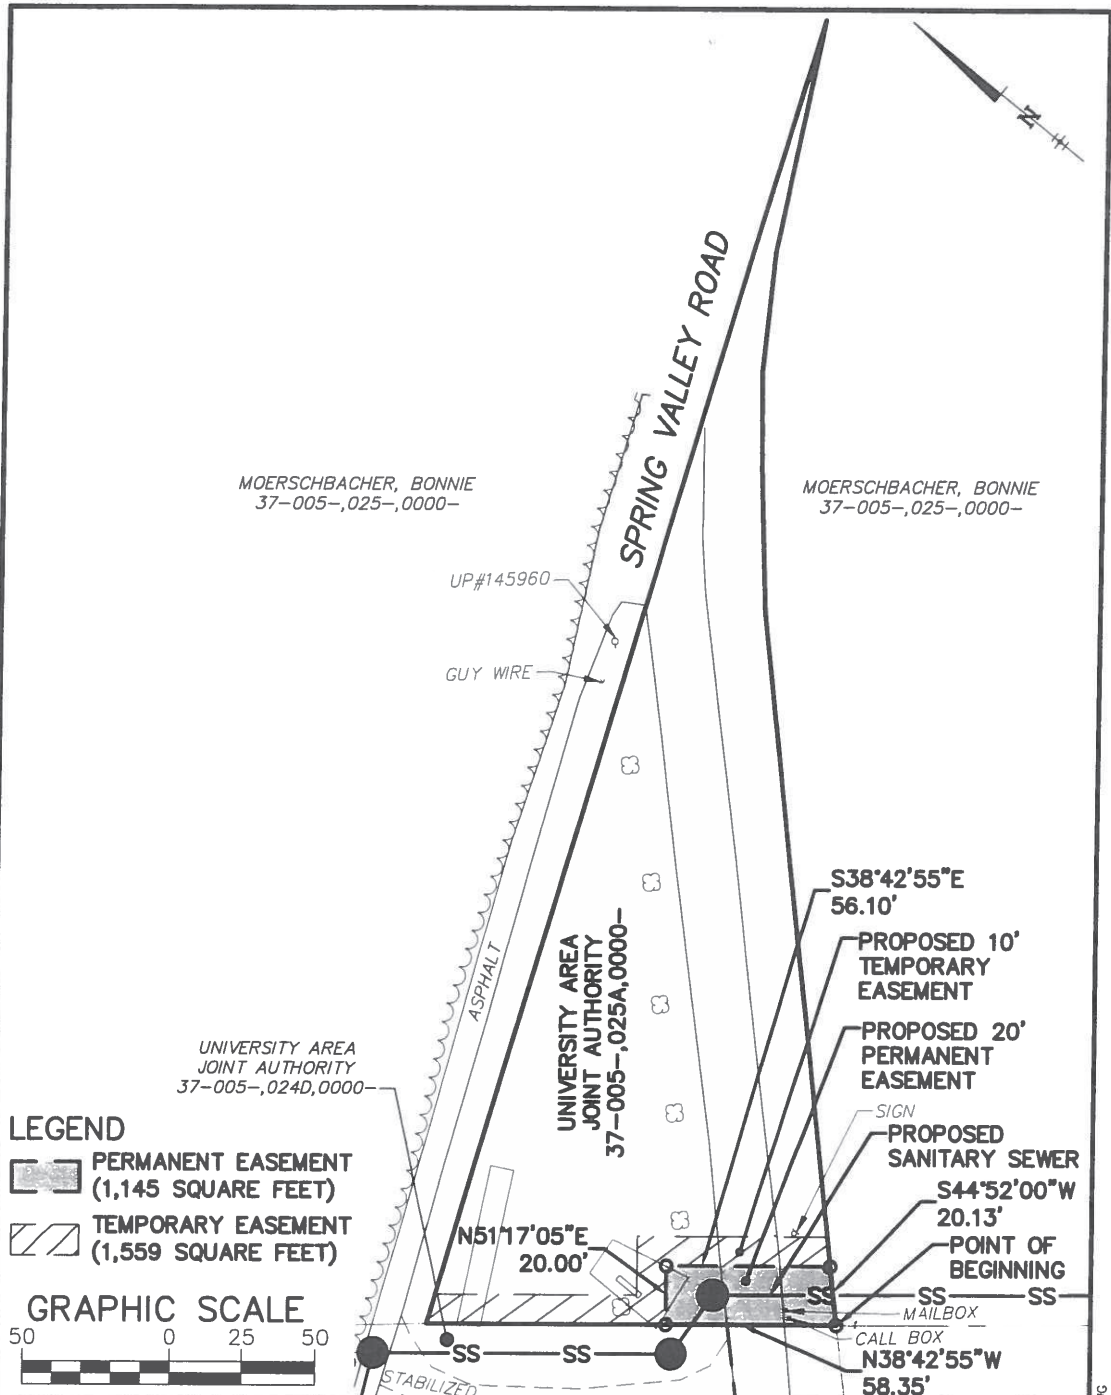 N
SPRING VALLEY ROAD
MOERSCHBACHER, BONNIE
37-005-,025-,0000-
MOERSCHBACHER, BONNIE
37-005-,025-,0000-
UP#145960
GUY WIRE
ASPHALT
UNIVERSITY AREA
JOINT AUTHORITY
37-005-,025A,0000-
S38°42'55"E
56.10'
PROPOSED 10'
TEMPORARY
EASEMENT
PROPOSED 20'
PERMANENT
EASEMENT
SIGN
PROPOSED
SANITARY SEWER
S44°52'00"W
20.13'
POINT OF
BEGINNING
UNIVERSITY AREA
JOINT AUTHORITY
37-005-,024D,0000-
LEGEND
PERMANENT EASEMENT
(1,145 SQUARE FEET)
TEMPORARY EASEMENT
(1,559 SQUARE FEET)
N51°17'05"E
20.00'
SS SS SS
MAILBOX
CALL BOX
N38°42'55"W
58.35'
SS SS
STABILIZED
GRAPHIC SCALE
50 0 25 50